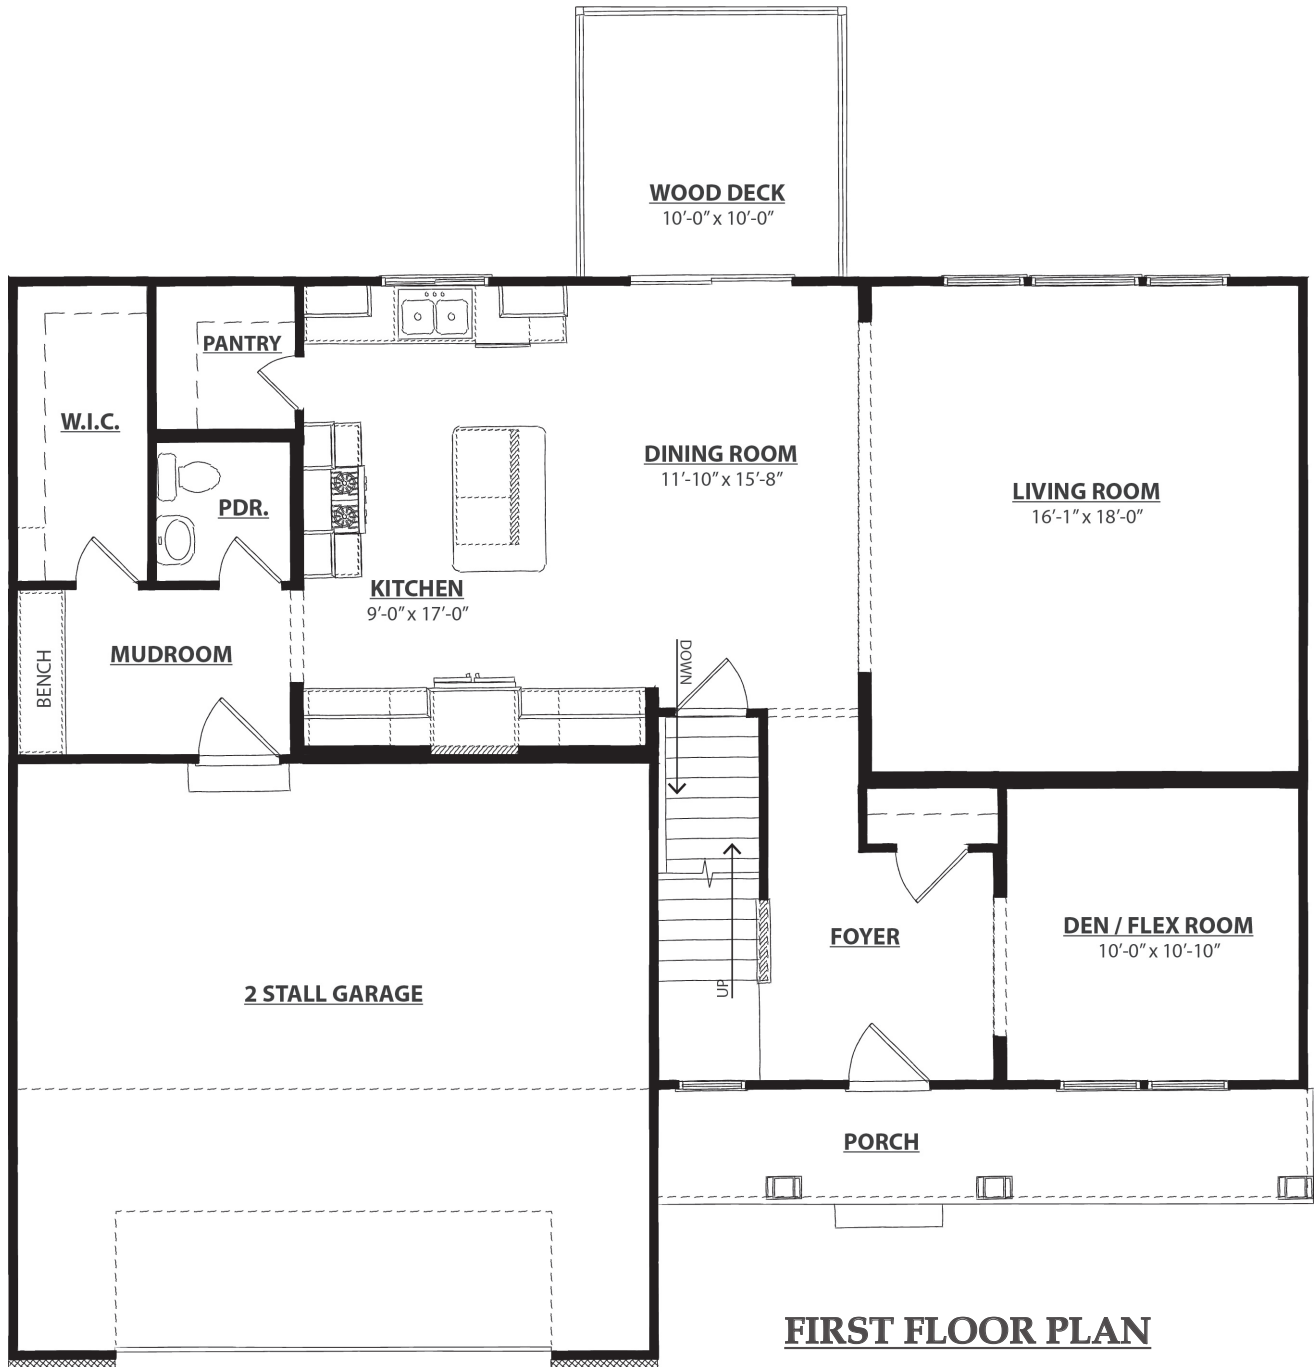 WOOD DECK
10’-0” x 10’-0”
PANTRY
W.I.C.
DINING ROOM
11’-10” x 15’-8”
LIVING ROOM
16’-1” x 18’-0”
PDR.
KITCHEN
9’-0” x 17’-0”
MUDROOM
BENCH
DOWN
DEN / FLEX ROOM
10’-0” x 10’-10”
FOYER
2 STALL GARAGE
UP
PORCH
FIRST FLOOR PLAN